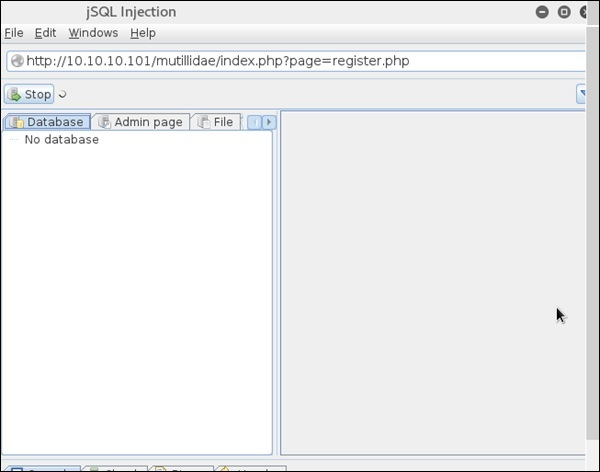 jSQL Injection
File Edit Windows Help
http://10.10.10.101/mutillidae/index.php?page=register.php
Stop
Database Admin page File
No database